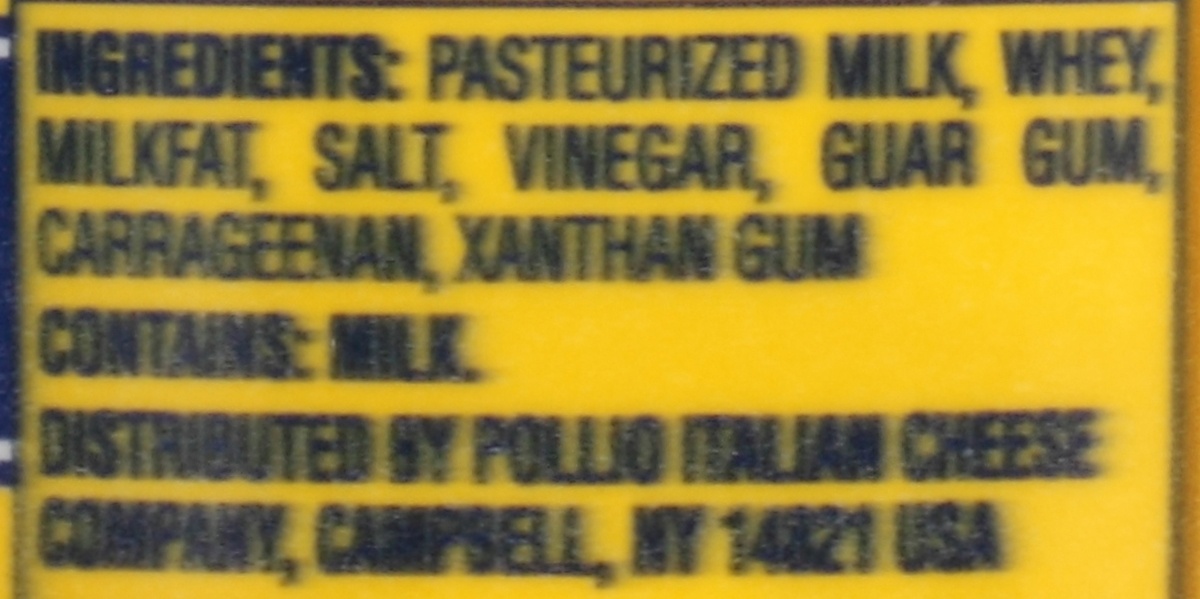 INGREDIENTS: PASTEURIZED MILK, WHEY,
MILKFAT, SALT, VINEGAR, GUAR GUM,
CARRAGEENAN, XANTHAN GUM
CONTAINS: MILK.
DISTRIBUTED BY POLLIO ITALIAN CHEESE
COMPANY, CAMPBELL, NY 14821 USA